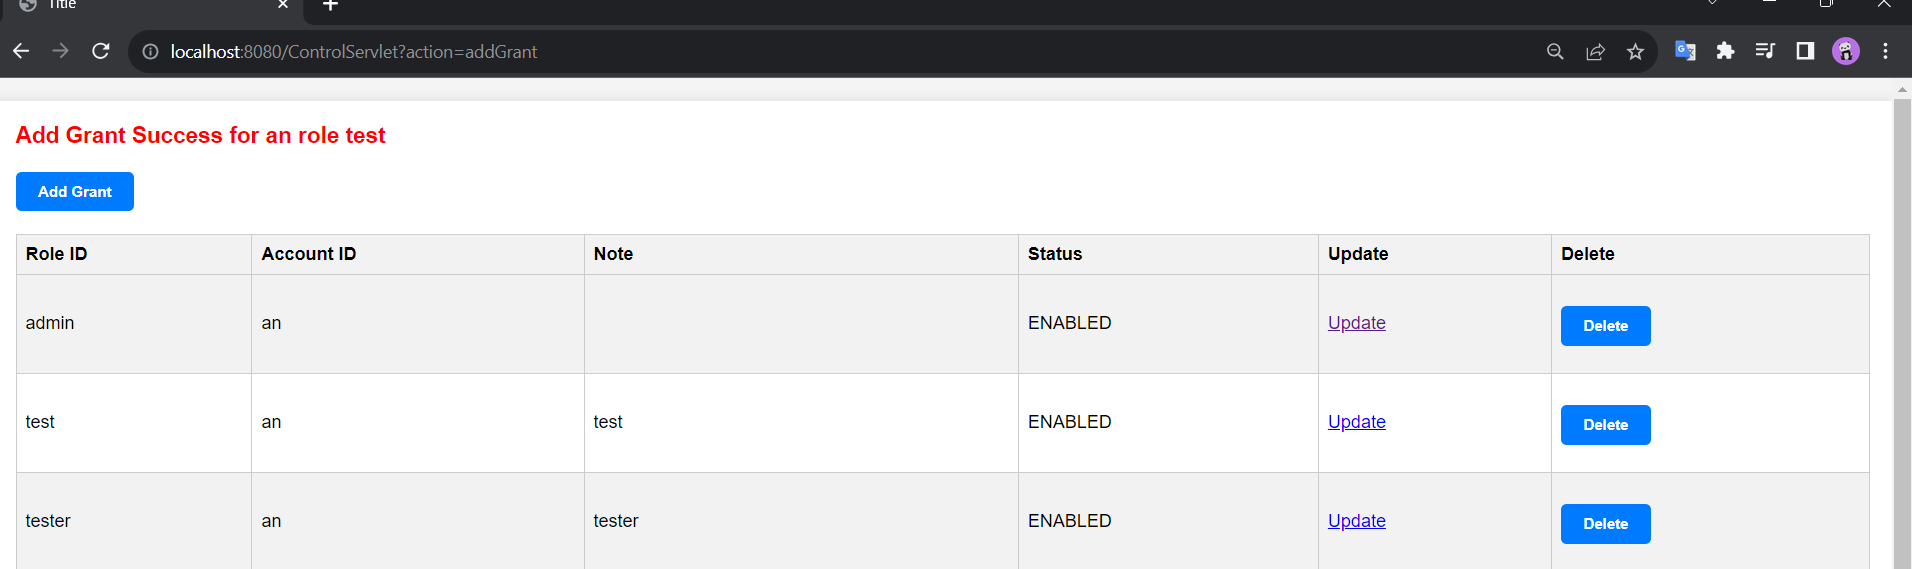 Title
localhost:8080/ControlServlet?action=addGrant
Add Grant Success for an role test
Add Grant
Role ID Account ID Note Status Update Delete
admin an ENABLED Update Delete
test an test ENABLED Update Delete
tester an tester ENABLED Update Delete